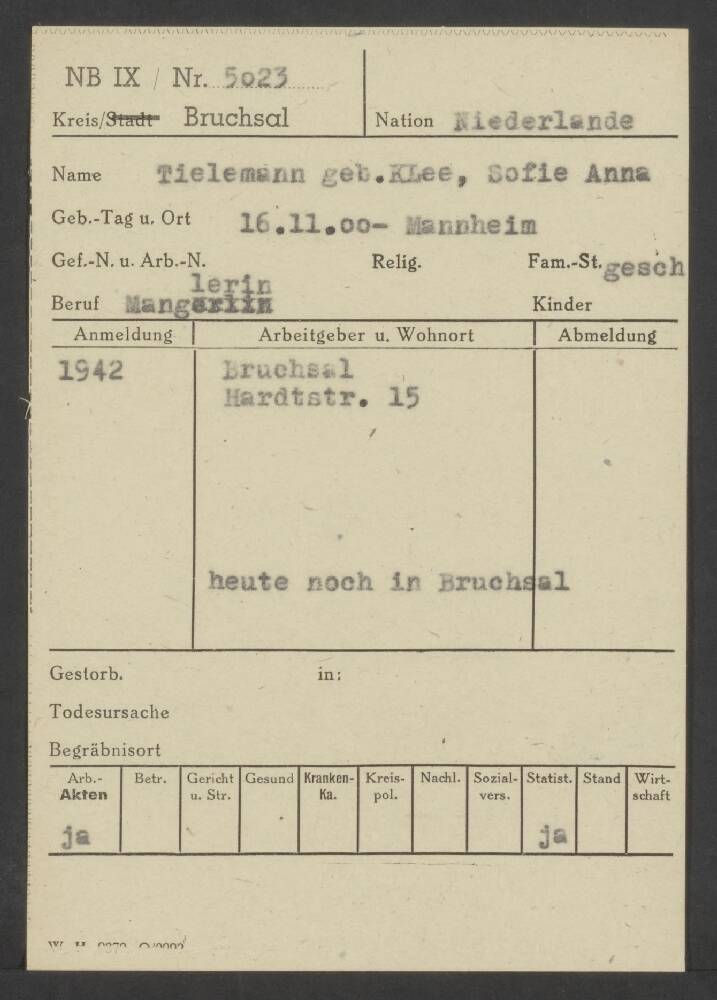 NB IX / Nr. 5023
Kreis/Stadt Bruchsal
Nation Niederlande
Name Tielemann geb.KLee, Sofie Anna
Geb.-Tag u. Ort 16.11.00- Mannheim
Gef.-N. u. Arb.-N. Relig. Fam.-St. gesch
lerin
Beruf Mang Kinder
Anmeldung Arbeitgeber u. Wohnort Abmeldung
1942 Bruchsal
Hardtstr. 15
heute noch in Bruchsal
Gestorb. in:
Todesursache
Begräbnisort
Arb.- Betr. Gericht Gesund Kranken- Kreis- Nachl. Sozial- Statist. Stand Wirt-
Akten u. Str. Ka. pol. vers. schaft
ja ja